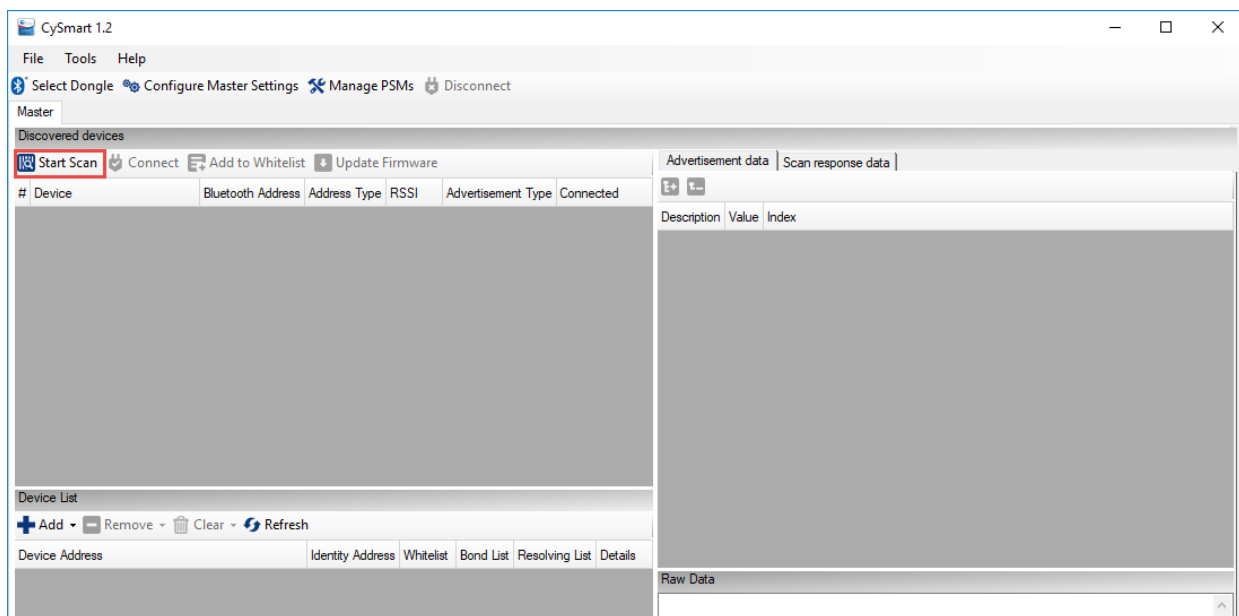 CySmart 1.2
File Tools Help
Select Dongle Configure Master Settings Manage PSMs Disconnect
Master
Discovered devices
Start Scan Connect Add to Whitelist Update Firmware
# Device Bluetooth Address Address Type RSSI Advertisement Type Connected
Advertisement data Scan response data
Description Value Index
Device List
Add Remove Clear Refresh
Device Address Identity Address Whitelist Bond List Resolving List Details
Raw Data